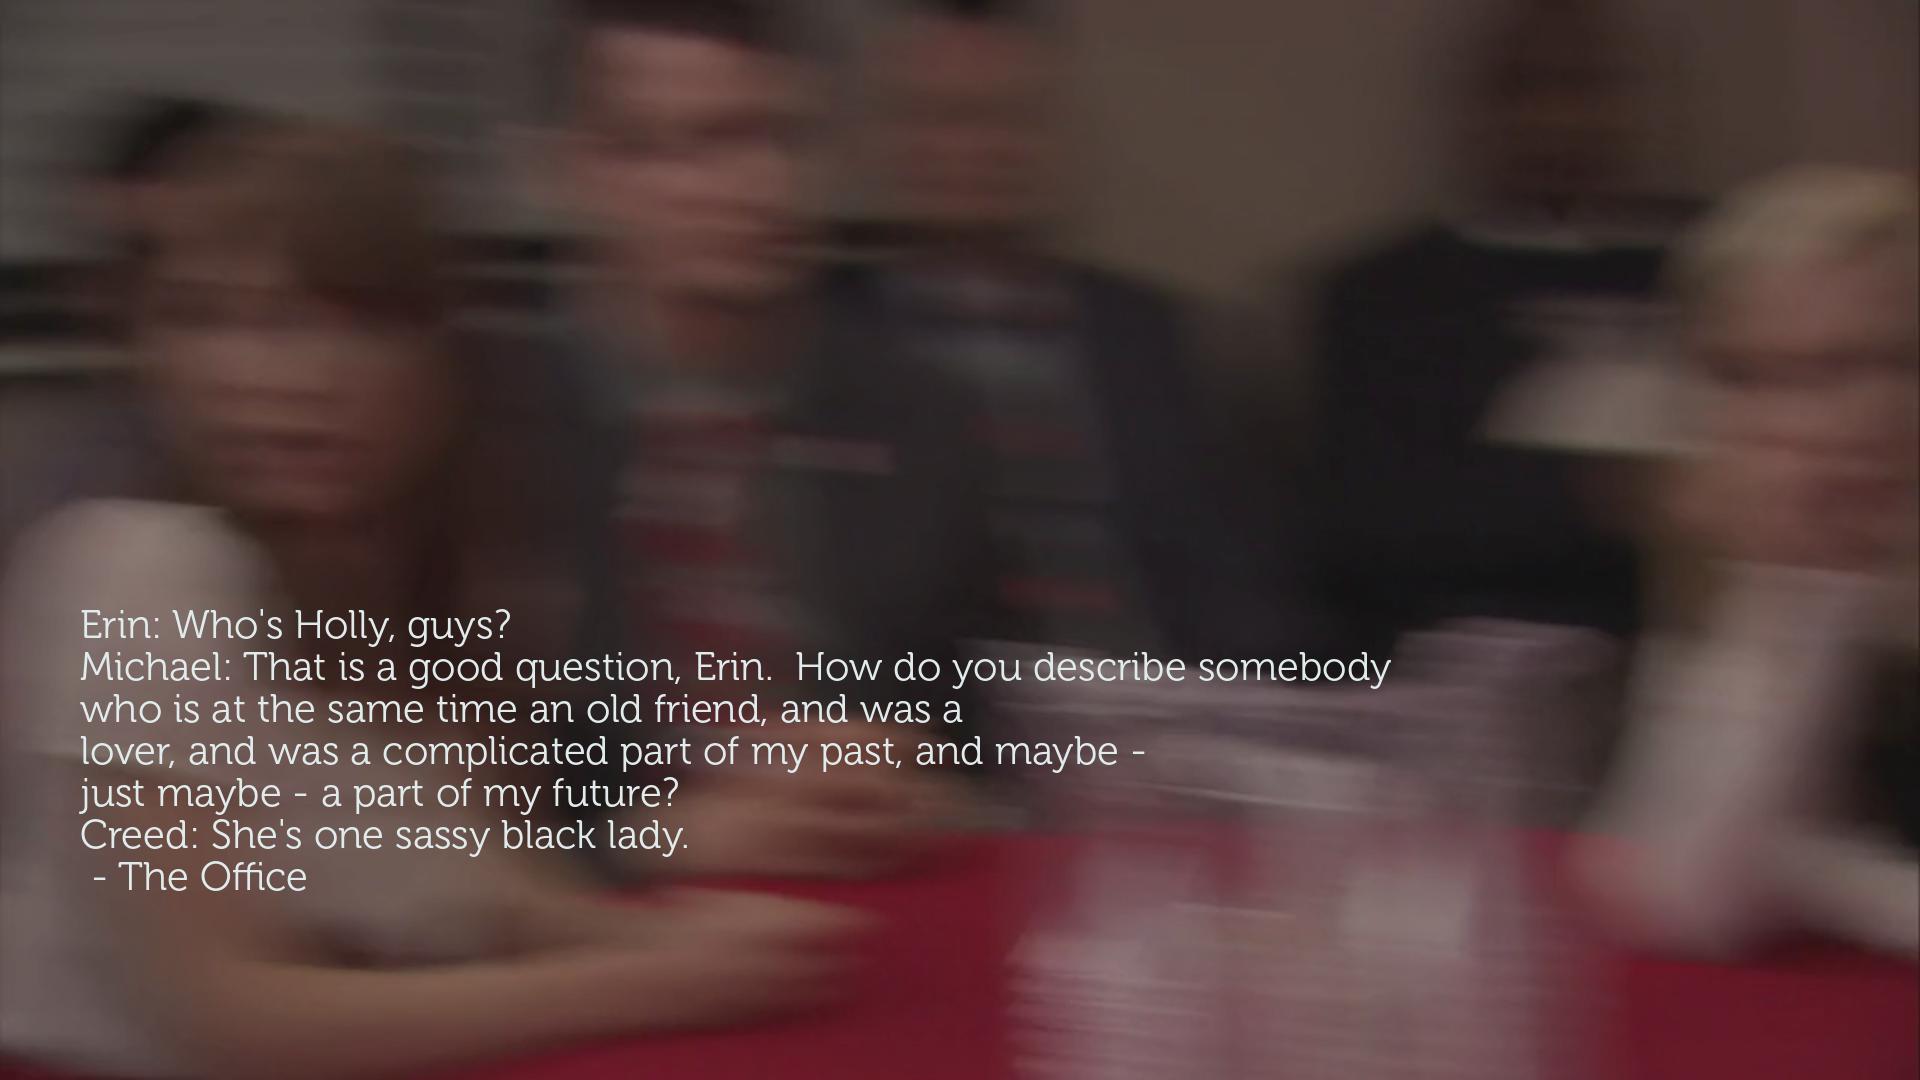 Erin: Who's Holly, guys?
Michael: That is a good question, Erin.  How do you describe somebody
who is at the same time an old friend, and was a
lover, and was a complicated part of my past, and maybe -
just maybe - a part of my future?
Creed: She's one sassy black lady.
- The Office